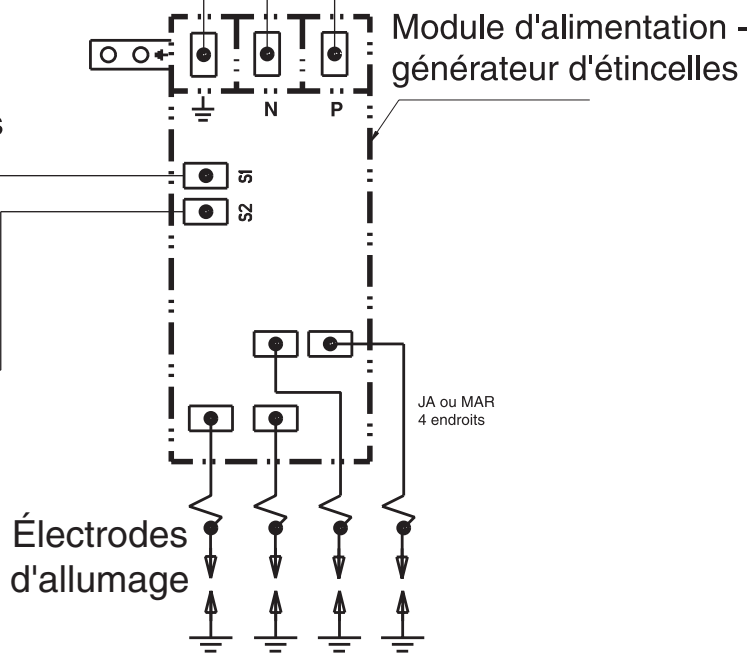 Module d'alimentation -
générateur d'étincelles
N
P
s
S1
S2
JA ou MAR
4 endroits
Électrodes
d'allumage